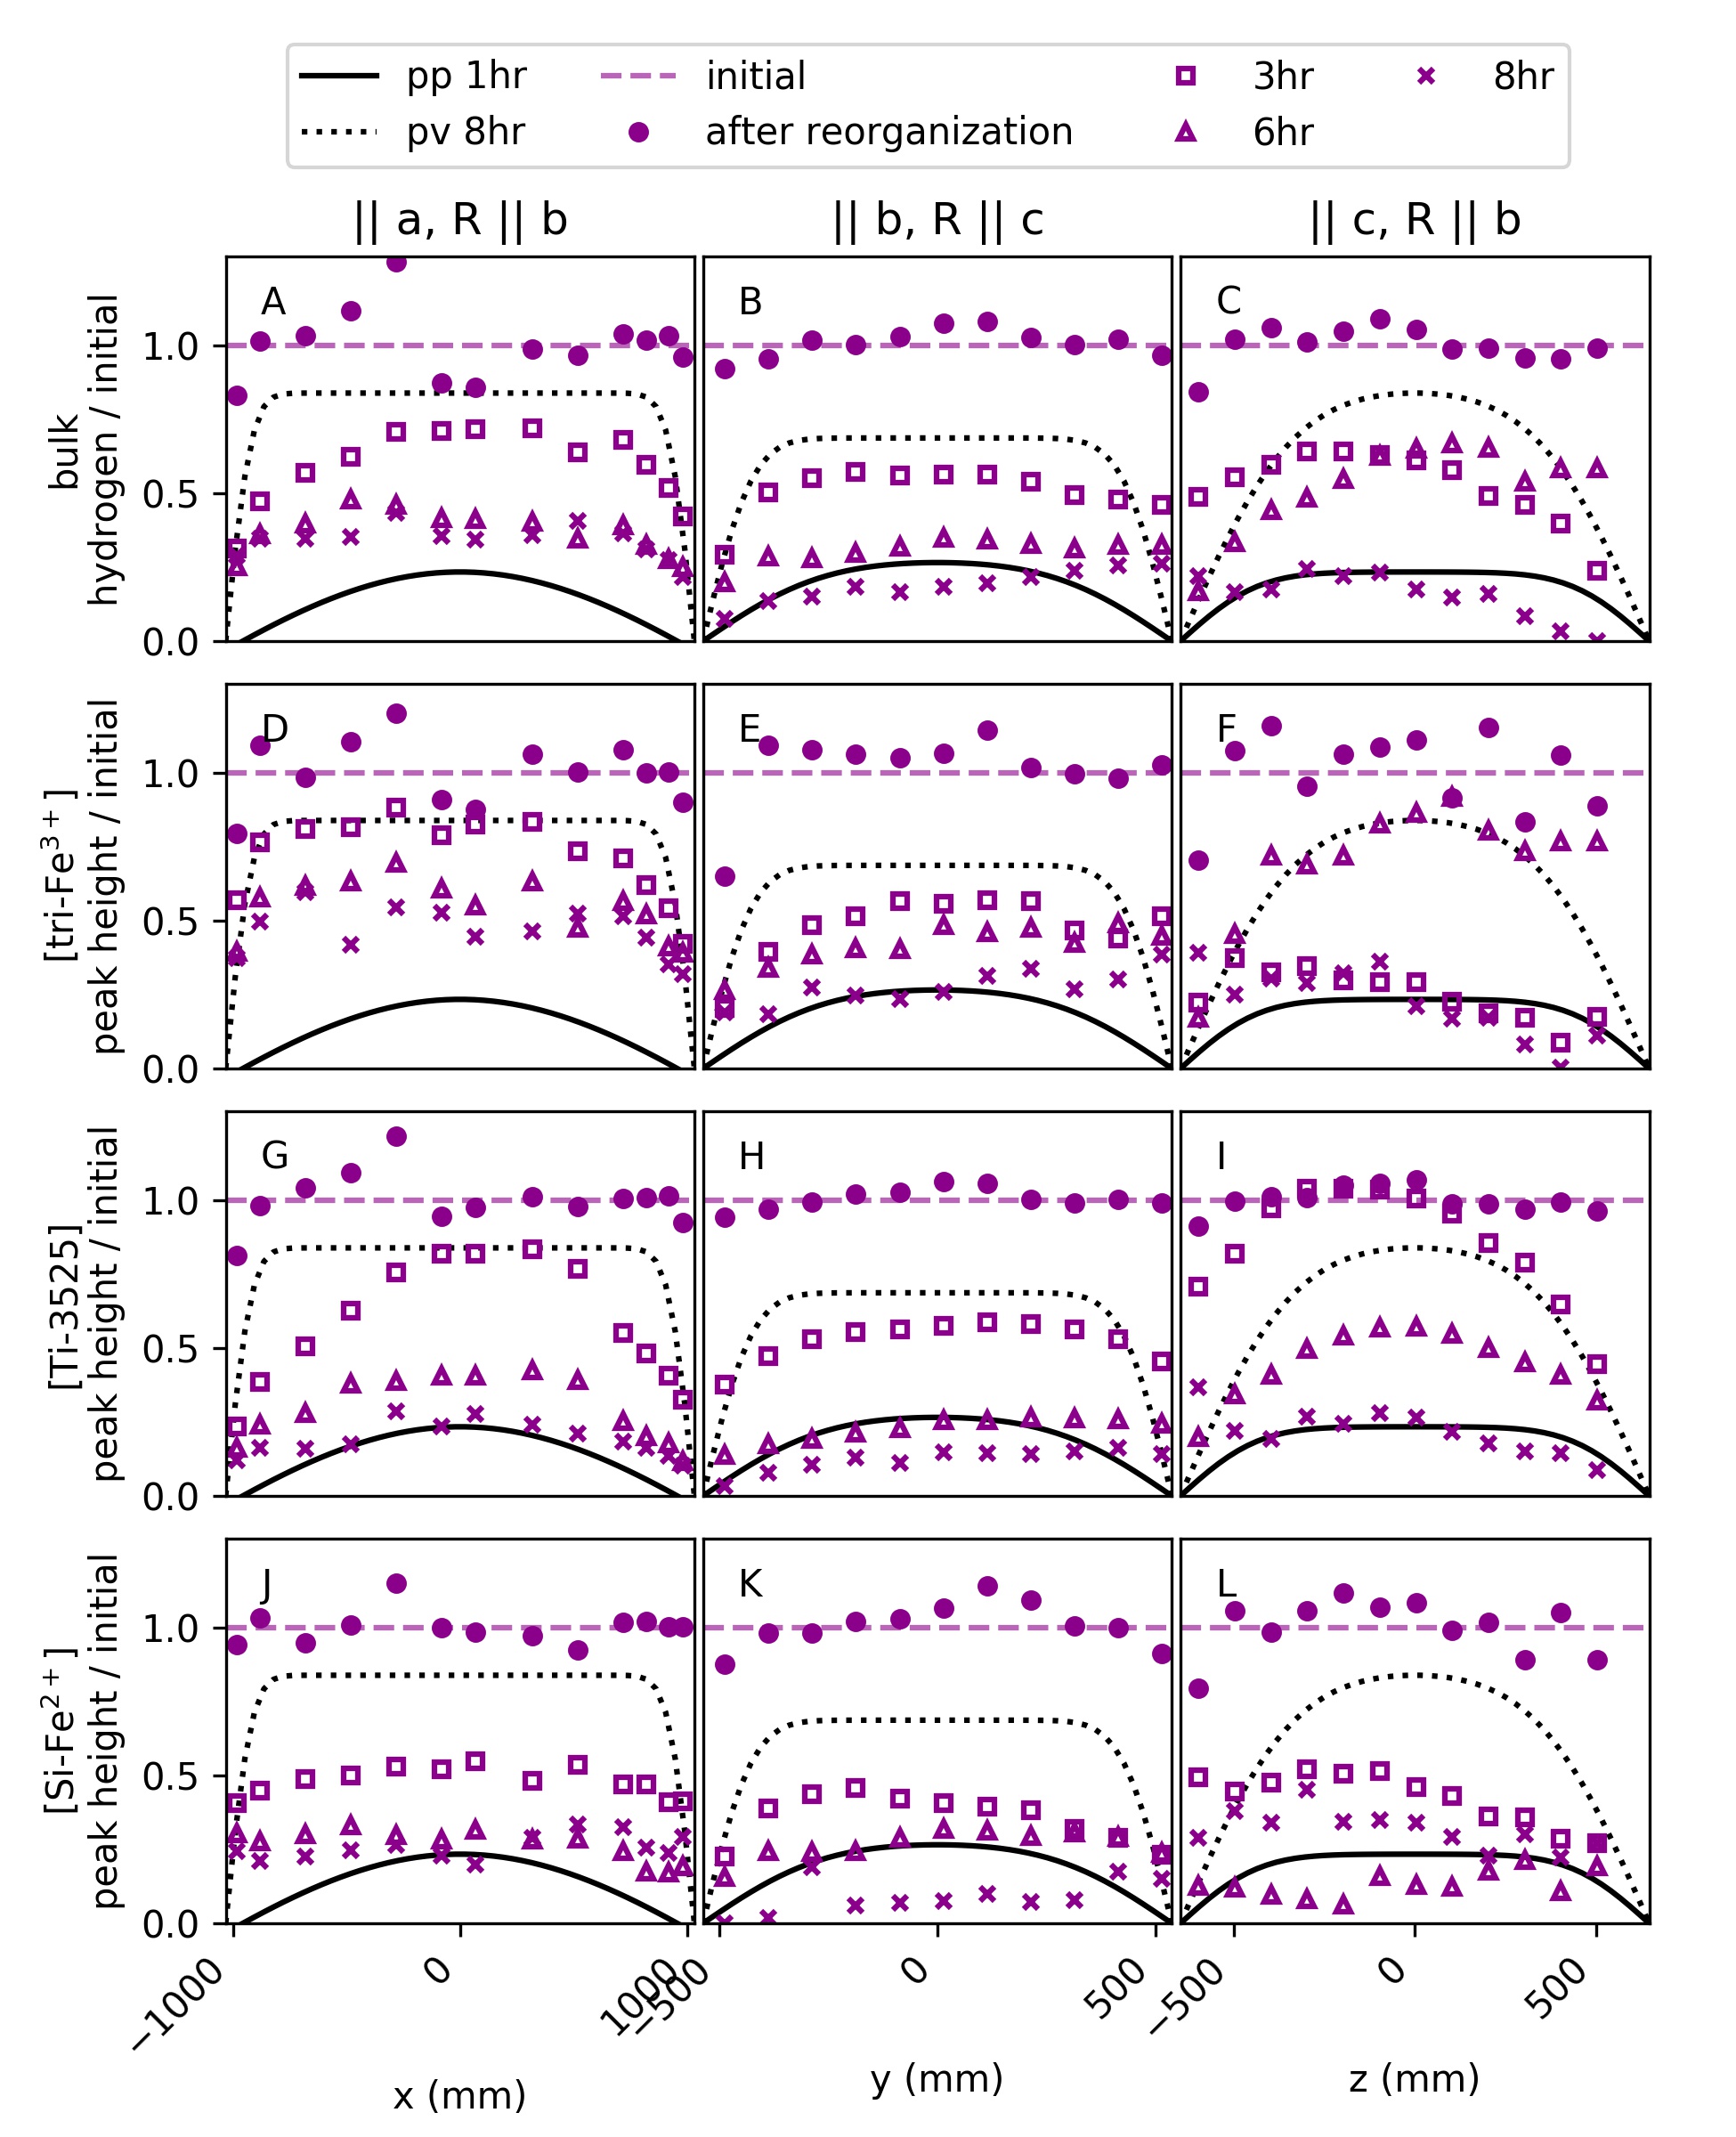 pp 1hr
initial
3hr
8hr
pv 8hr
after reorganization
6hr
|| a, R || b
|| b, R || c
|| c, R || b
bulk
hydrogen / initial
1.0
0.5
0.0
A
B
C
[tri-Fe³⁺]
peak height / initial
1.0
0.5
0.0
D
E
F
[Ti-3525]
peak height / initial
1.0
0.5
0.0
G
H
I
[Si-Fe²⁺]
peak height / initial
1.0
0.5
0.0
J
K
L
−1000
0
1000
−500
0
500
−500
0
500
x (mm)
y (mm)
z (mm)